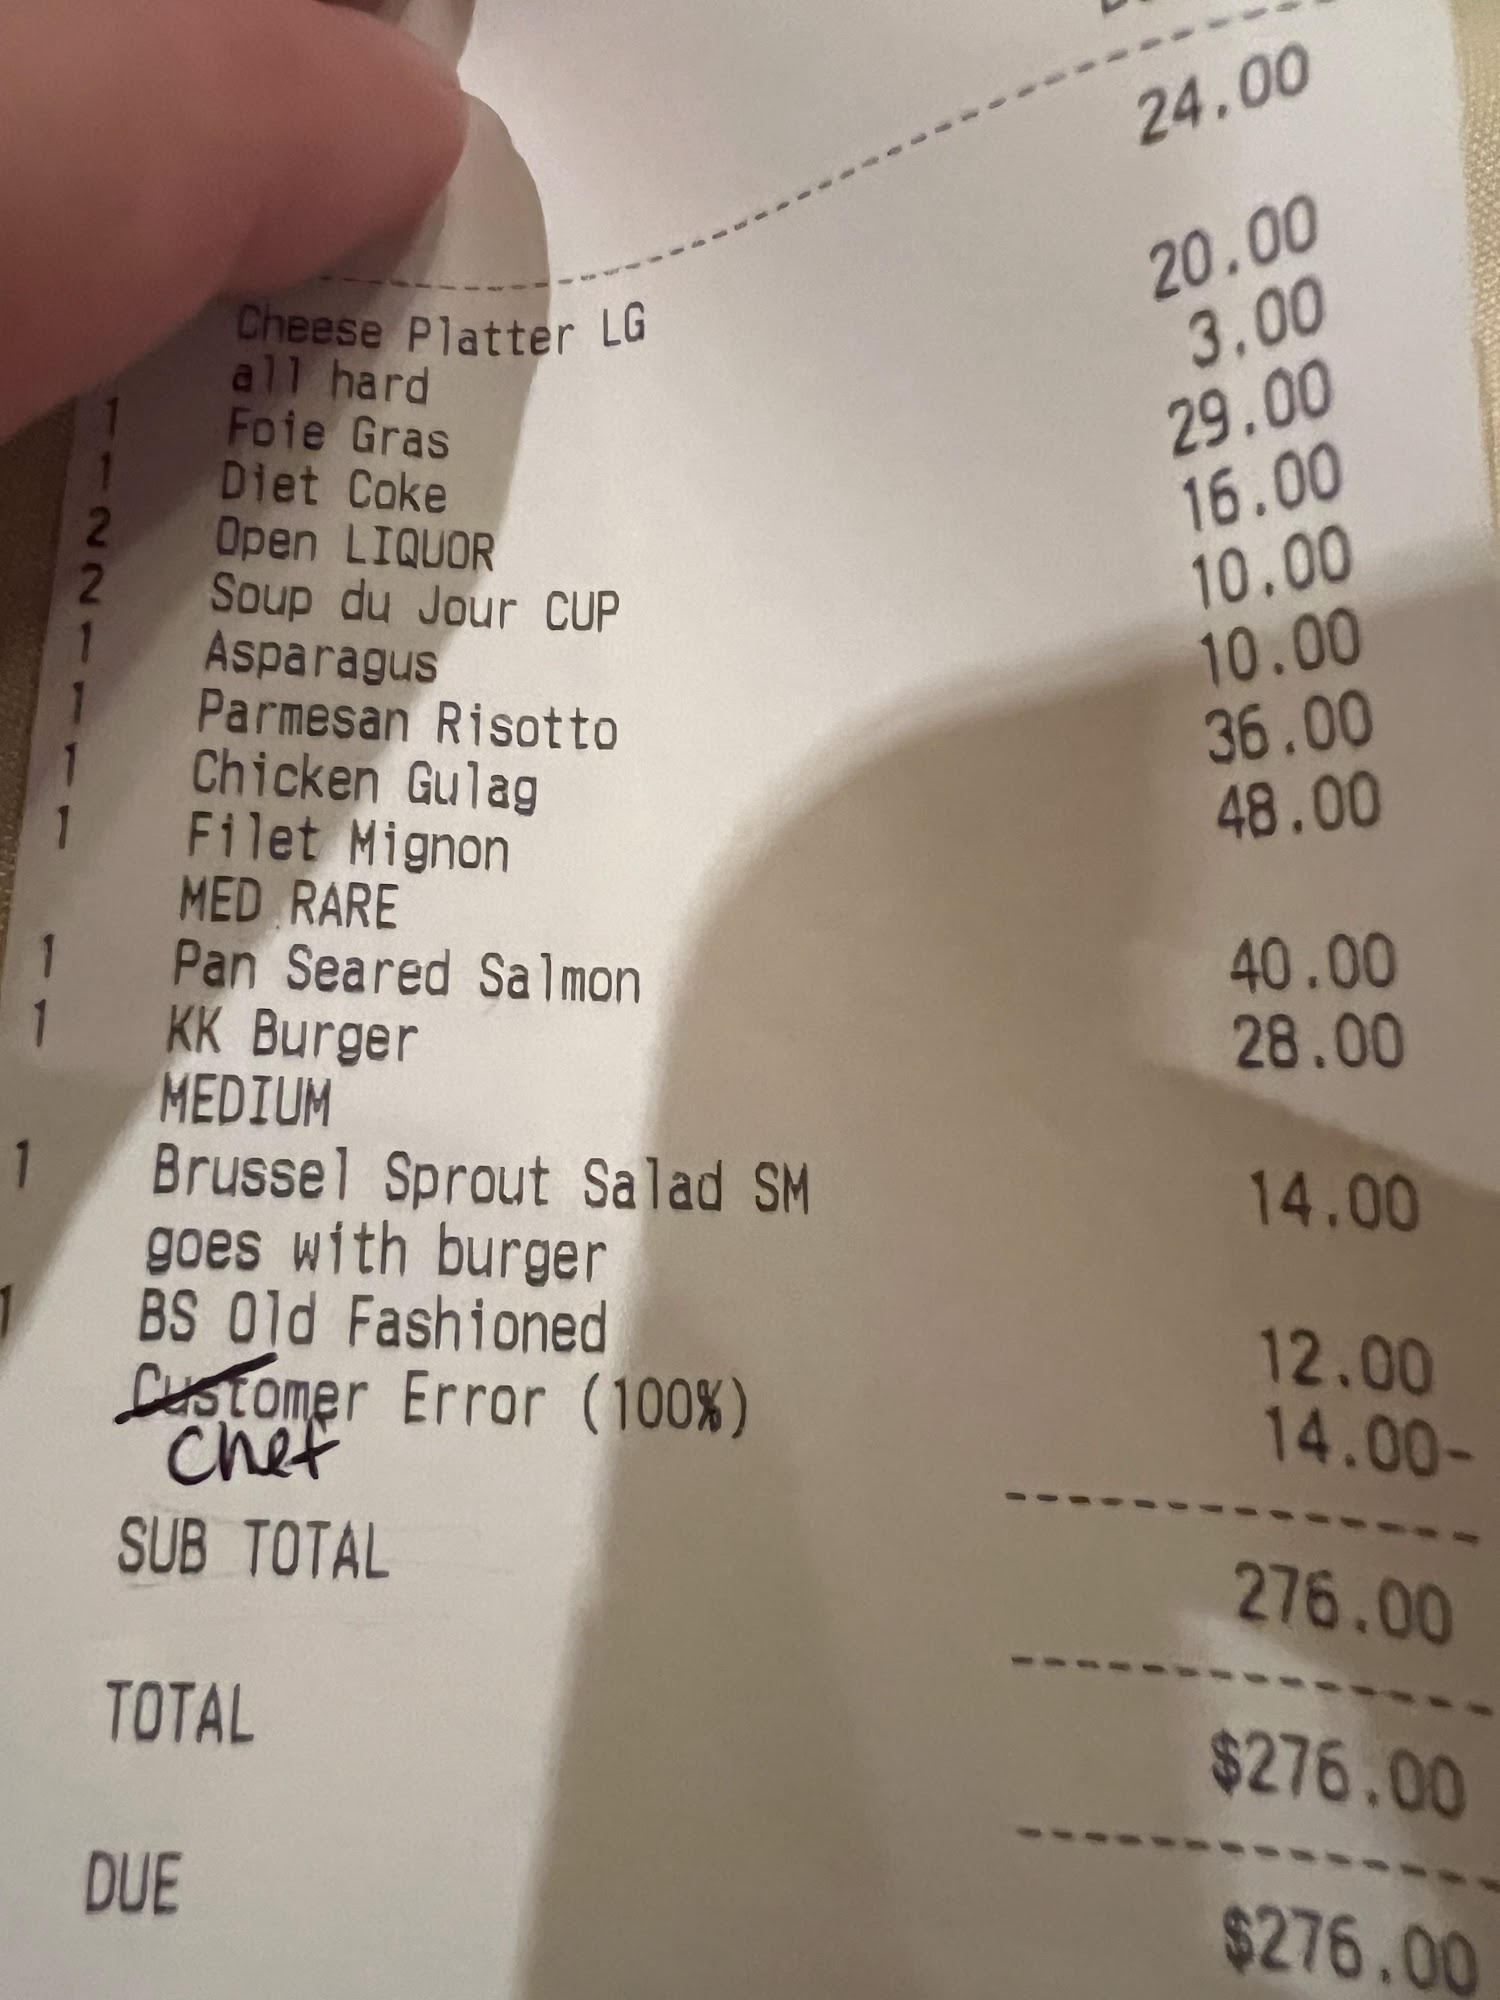 Cheese Platter LG 24.00
all hard
1 Foie Gras 20.00
1 Diet Coke 3.00
2 Open LIQUOR 29.00
2 Soup du Jour CUP 16.00
1 Asparagus 10.00
1 Parmesan Risotto 10.00
1 Chicken Gulag 36.00
1 Filet Mignon 48.00
MED RARE
1 Pan Seared Salmon 40.00
1 KK Burger 28.00
MEDIUM
1 Brussel Sprout Salad SM 14.00
goes with burger
1 BS Old Fashioned 12.00
Customer Error (100%) 14.00-
Chef
SUB TOTAL 276.00
TOTAL $276.00
DUE $276.00